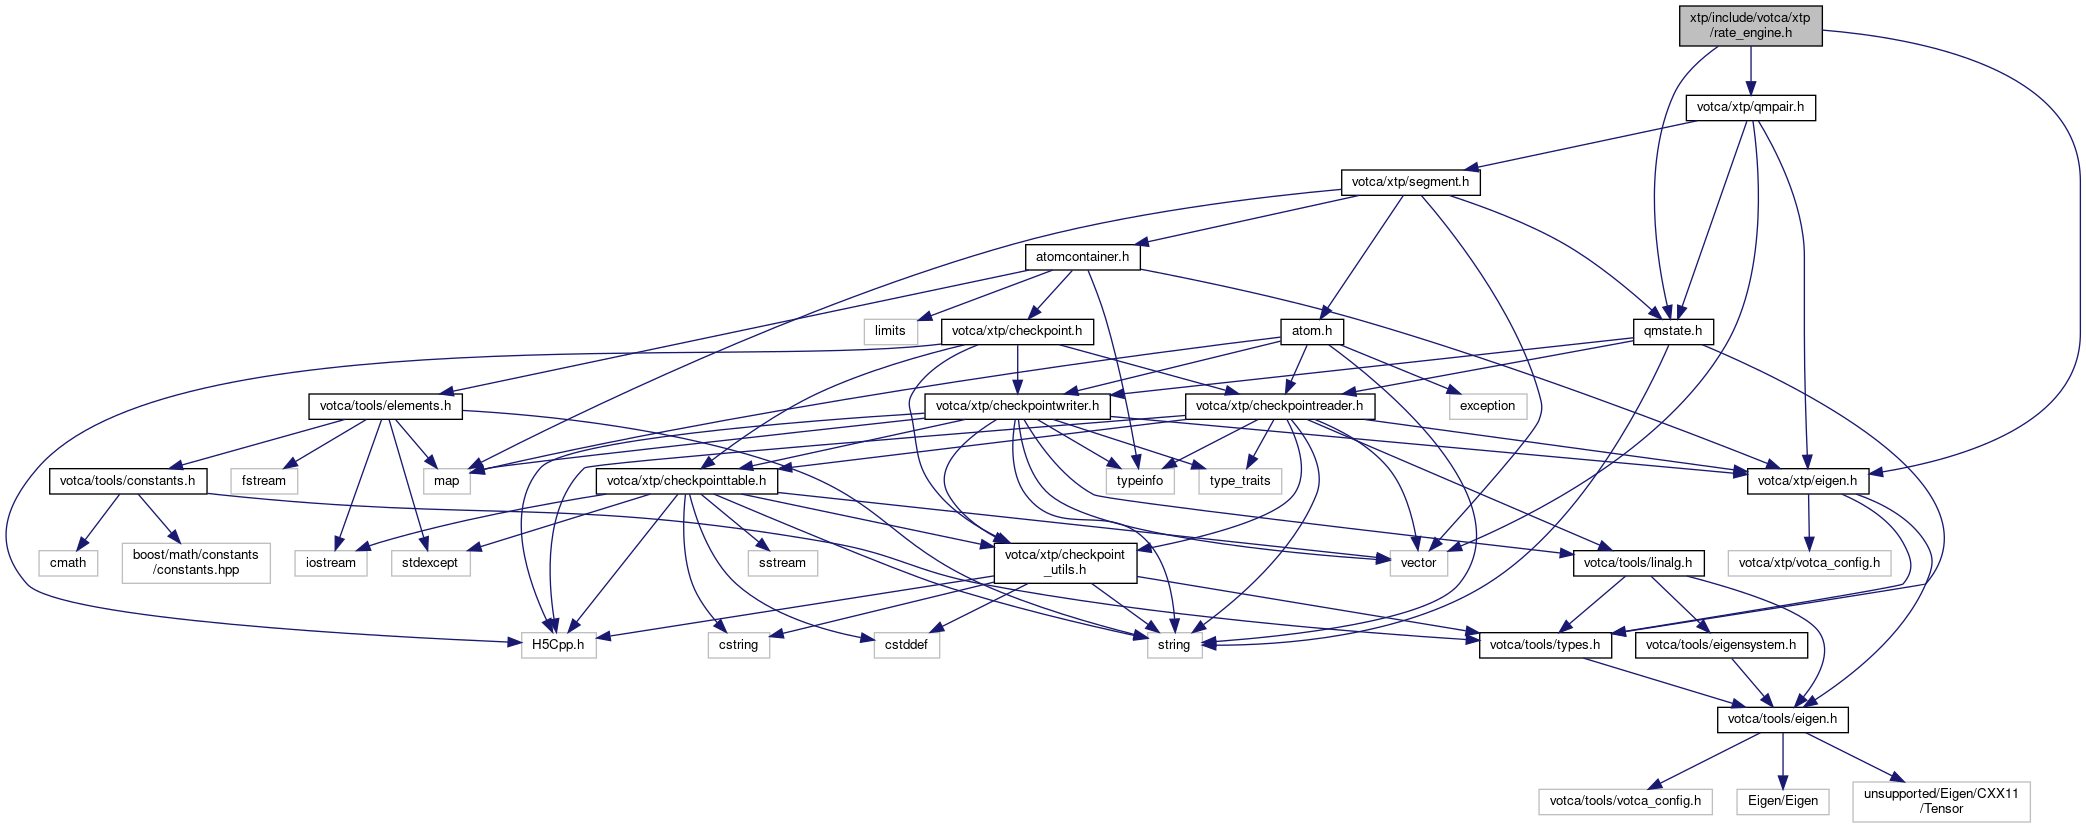 xtp/include/votca/xtp
/rate_engine.h
votca/xtp/qmpair.h
votca/xtp/segment.h
atomcontainer.h
limits
votca/xtp/checkpoint.h
atom.h
qmstate.h
votca/tools/elements.h
votca/xtp/checkpointwriter.h
votca/xtp/checkpointreader.h
exception
votca/tools/constants.h
fstream
map
votca/xtp/checkpointtable.h
typeinfo
type_traits
votca/xtp/eigen.h
cmath
boost/math/constants
/constants.hpp
iostream
stdexcept
sstream
votca/xtp/checkpoint
_utils.h
vector
votca/tools/linalg.h
votca/xtp/votca_config.h
H5Cpp.h
cstring
cstddef
string
votca/tools/types.h
votca/tools/eigensystem.h
votca/tools/eigen.h
votca/tools/votca_config.h
Eigen/Eigen
unsupported/Eigen/CXX11
/Tensor